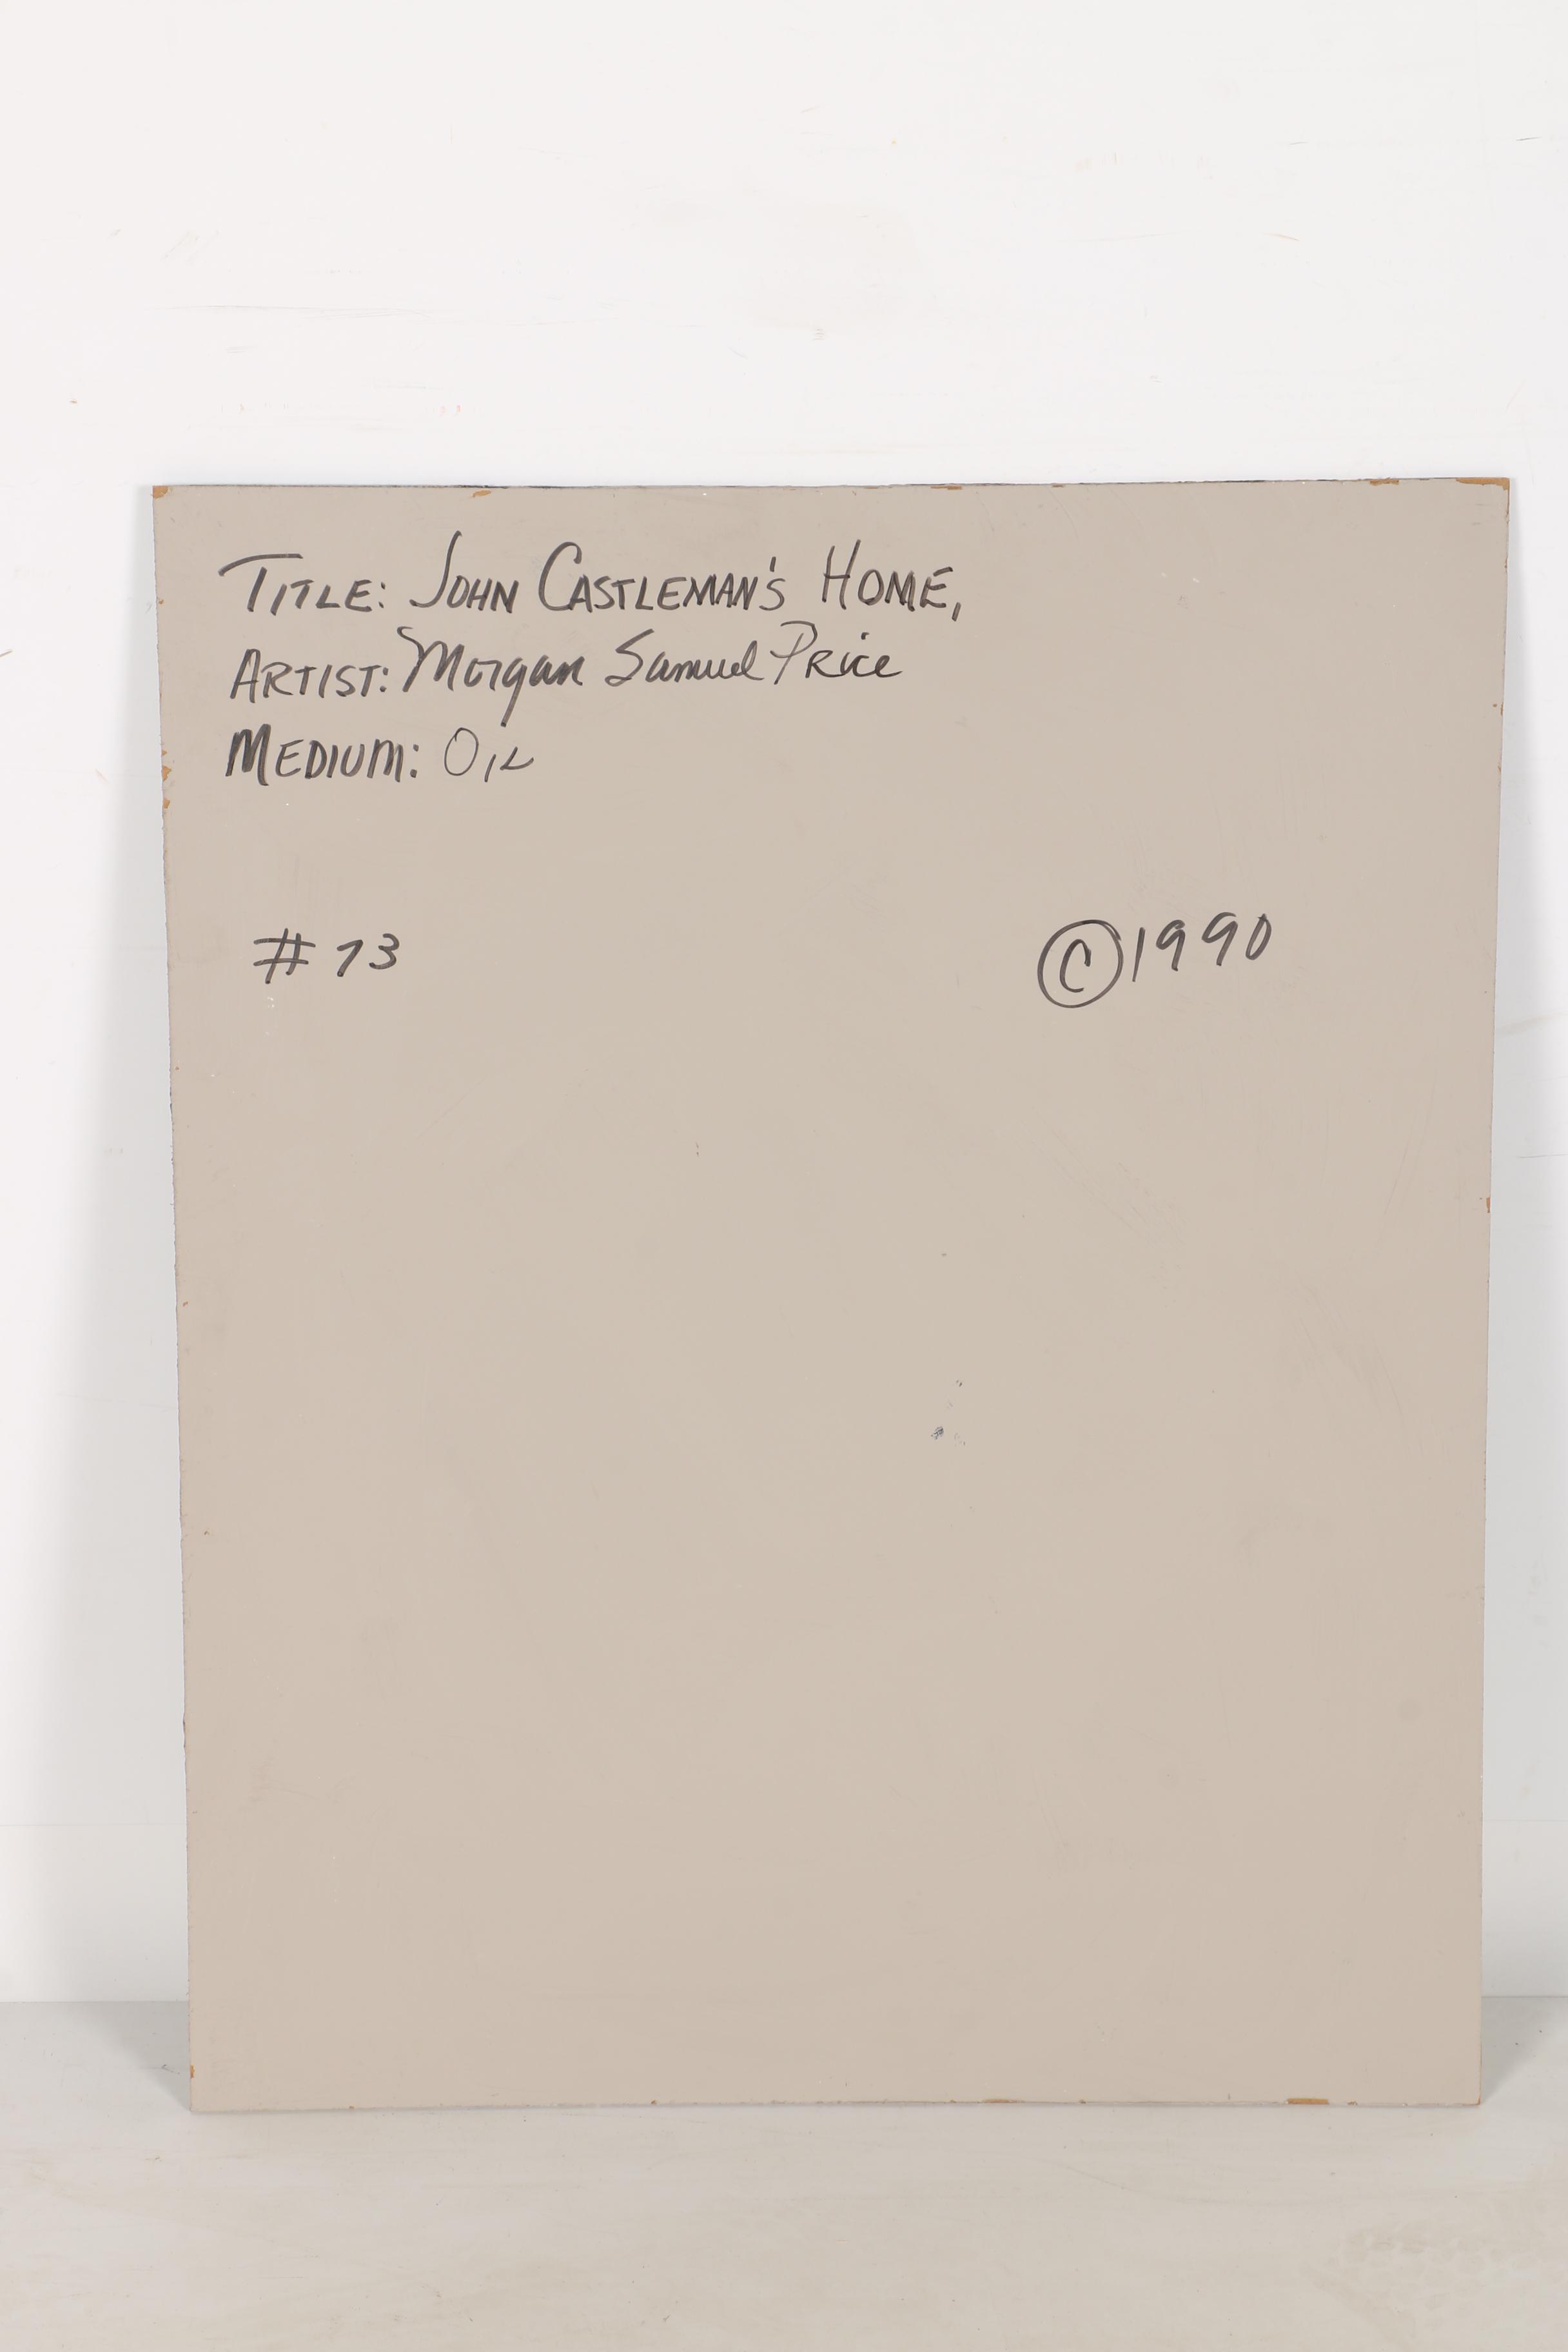 TITLE: JOHN CASTLEMAN'S HOME,
ARTIST: Morgan Samuel Price
MEDIUM: OIL
# 73 ©1990